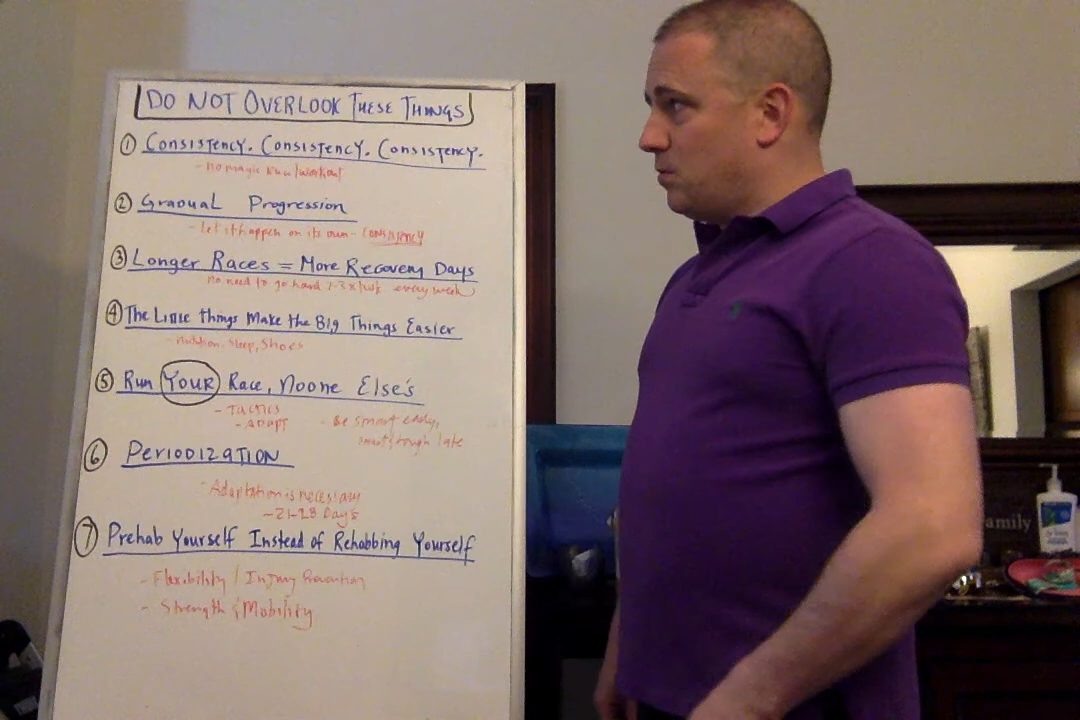 DO NOT OVERLOOK THESE THINGS
① Consistency. Consistency. Consistency.
- No magic Run/workout
② Gradual Progression
- Let it happen on its own - CONSISTENCY
③ Longer Races = More Recovery Days
No need to go hard 2-3x/wk every week
④ The Little things Make the Big Things Easier
- Nutrition, Sleep, Shoes
⑤ Run YOUR Race, Noone Else's
- TACTICS
- ADAPT
- Be smart early,
smart/tough late
⑥ PERIODIZATION
- Adaptation is necessary
~21-28 Days
⑦ Prehab Yourself Instead of Rehabbing Yourself
- Flexibility / Injury Prevention
- Strength & Mobility
amily